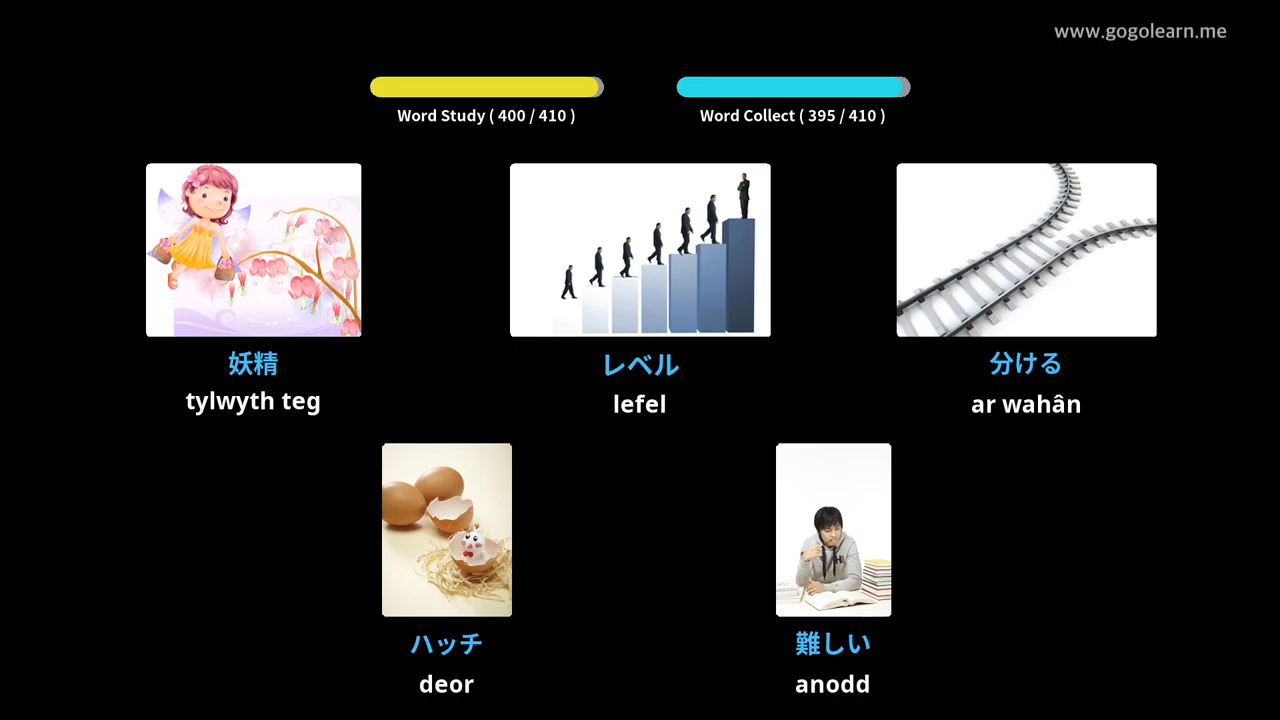 www.gogolearn.me
Word Study ( 400 / 410 )
Word Collect ( 395 / 410 )
妖精
tylwyth teg
レベル
lefel
分ける
ar wahân
ハッチ
deor
難しい
anodd